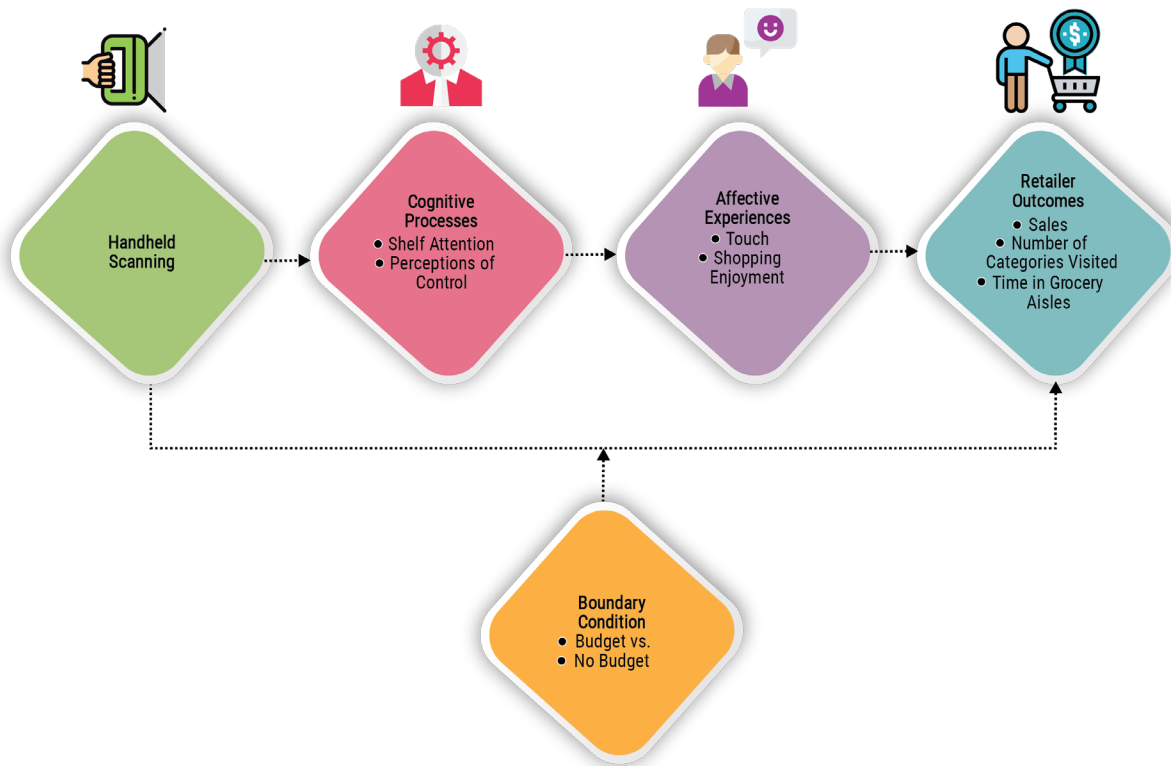 Handheld
Scanning
Cognitive
Processes
● Shelf Attention
● Perceptions of
Control
Affective
Experiences
● Touch
● Shopping
Enjoyment
Retailer
Outcomes
● Sales
● Number of
Categories Visited
● Time in Grocery
Aisles
Boundary
Condition
● Budget vs.
● No Budget
$